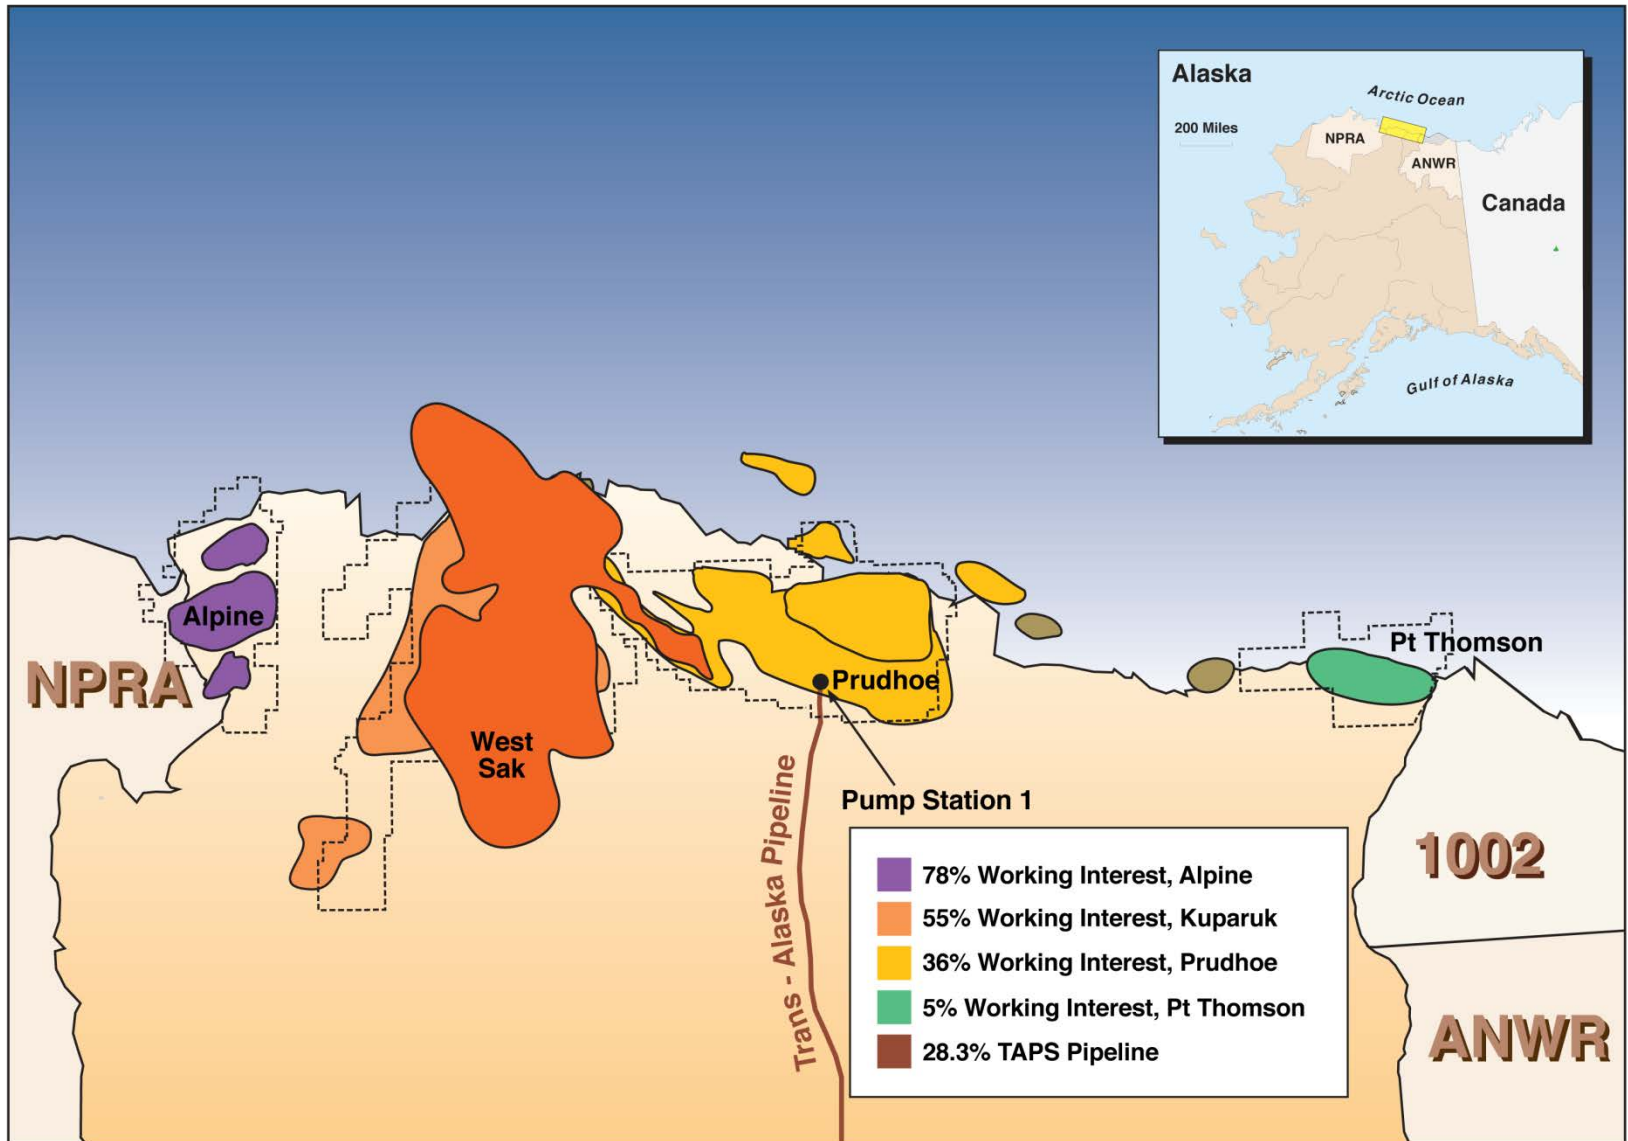 Alaska
Arctic Ocean
200 Miles
NPRA
ANWR
Canada
Gulf of Alaska
Alpine
NPRA
Pt Thomson
Prudhoe
West
Sak
Pump Station 1
Trans - Alaska Pipeline
1002
ANWR
78% Working Interest, Alpine
55% Working Interest, Kuparuk
36% Working Interest, Prudhoe
5% Working Interest, Pt Thomson
28.3% TAPS Pipeline